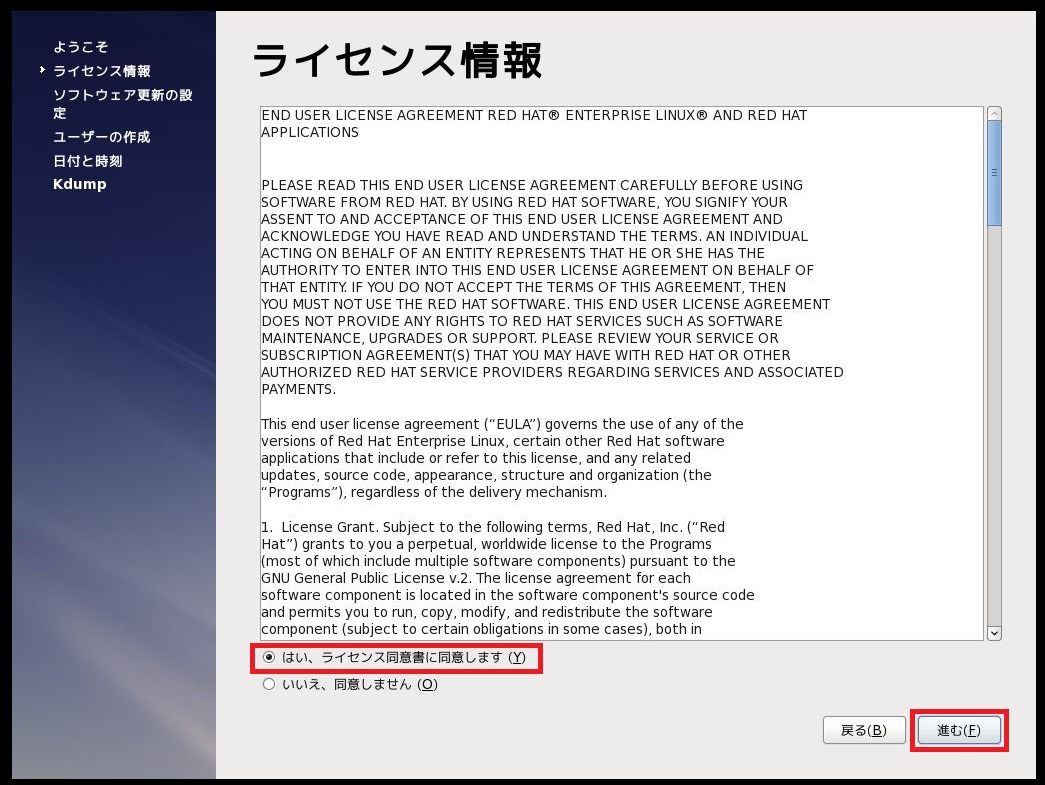 ようこそ
ライセンス情報
ソフトウェア更新の設
定
ユーザーの作成
日付と時刻
Kdump
ライセンス情報
END USER LICENSE AGREEMENT RED HAT® ENTERPRISE LINUX® AND RED HAT
APPLICATIONS
PLEASE READ THIS END USER LICENSE AGREEMENT CAREFULLY BEFORE USING
SOFTWARE FROM RED HAT. BY USING RED HAT SOFTWARE, YOU SIGNIFY YOUR
ASSENT TO AND ACCEPTANCE OF THIS END USER LICENSE AGREEMENT AND
ACKNOWLEDGE YOU HAVE READ AND UNDERSTAND THE TERMS. AN INDIVIDUAL
ACTING ON BEHALF OF AN ENTITY REPRESENTS THAT HE OR SHE HAS THE
AUTHORITY TO ENTER INTO THIS END USER LICENSE AGREEMENT ON BEHALF OF
THAT ENTITY. IF YOU DO NOT ACCEPT THE TERMS OF THIS AGREEMENT, THEN
YOU MUST NOT USE THE RED HAT SOFTWARE. THIS END USER LICENSE AGREEMENT
DOES NOT PROVIDE ANY RIGHTS TO RED HAT SERVICES SUCH AS SOFTWARE
MAINTENANCE, UPGRADES OR SUPPORT. PLEASE REVIEW YOUR SERVICE OR
SUBSCRIPTION AGREEMENT(S) THAT YOU MAY HAVE WITH RED HAT OR OTHER
AUTHORIZED RED HAT SERVICE PROVIDERS REGARDING SERVICES AND ASSOCIATED
PAYMENTS.
This end user license agreement (“EULA”) governs the use of any of the
versions of Red Hat Enterprise Linux, certain other Red Hat software
applications that include or refer to this license, and any related
updates, source code, appearance, structure and organization (the
“Programs”), regardless of the delivery mechanism.
1.  License Grant. Subject to the following terms, Red Hat, Inc. (“Red
Hat”) grants to you a perpetual, worldwide license to the Programs
(most of which include multiple software components) pursuant to the
GNU General Public License v.2. The license agreement for each
software component is located in the software component's source code
and permits you to run, copy, modify, and redistribute the software
component (subject to certain obligations in some cases), both in
はい、ライセンス同意書に同意します (Y)
いいえ、同意しません (O)
戻る(B)
進む(F)